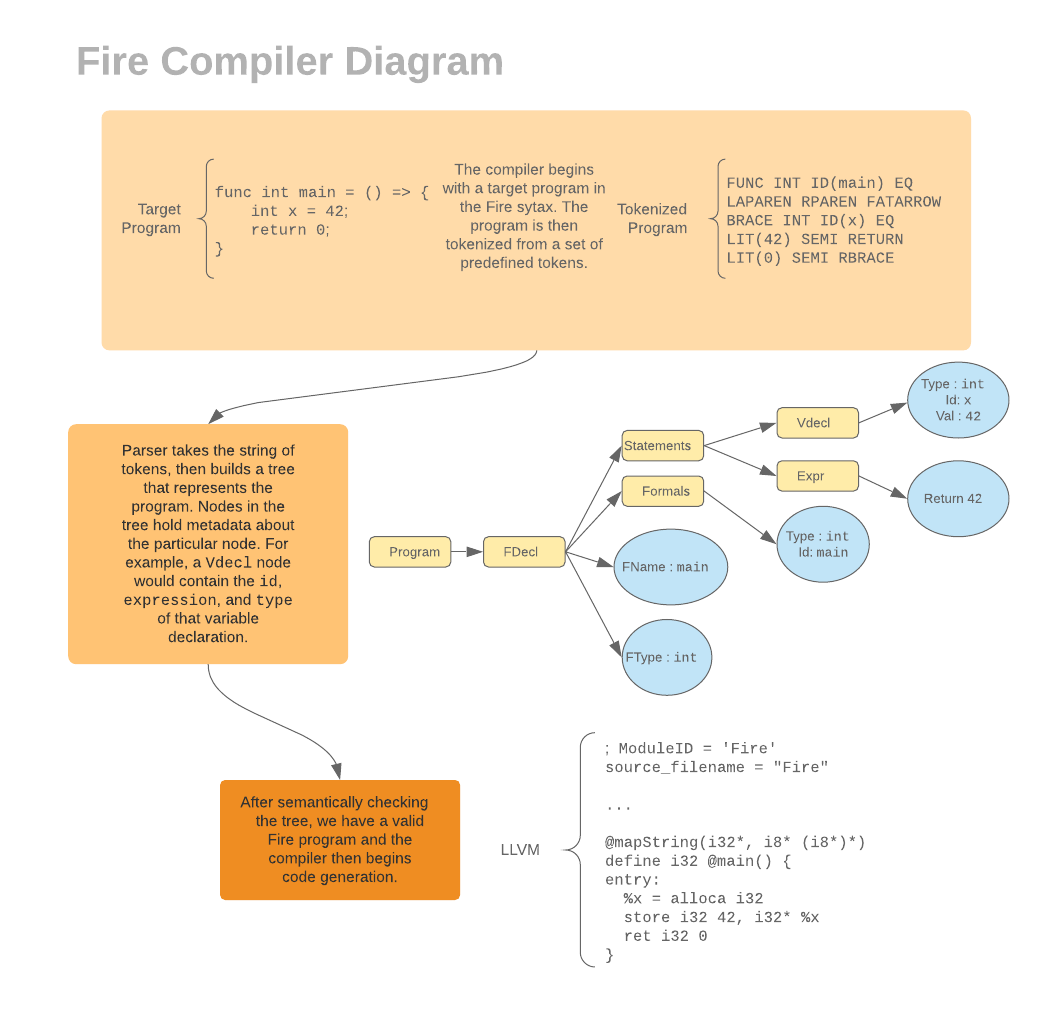 Fire Compiler Diagram
Target
Program
func int main = () => {
int x = 42;
return 0;
}
The compiler begins
with a target program in
the Fire sytax. The
program is then
tokenized from a set of
predefined tokens.
Tokenized
Program
FUNC INT ID(main) EQ
LAPAREN RPAREN FATARROW
BRACE INT ID(x) EQ
LIT(42) SEMI RETURN
LIT(0) SEMI RBRACE
Parser takes the string of
tokens, then builds a tree
that represents the
program. Nodes in the
tree hold metadata about
the particular node. For
example, a Vdecl node
would contain the id,
expression, and type
of that variable
declaration.
Program
FDecl
Statements
Formals
FName : main
FType : int
Vdecl
Expr
Type : int
Id: main
Type : int
Id: x
Val : 42
Return 42
After semantically checking
the tree, we have a valid
Fire program and the
compiler then begins
code generation.
LLVM
; ModuleID = 'Fire'
source_filename = "Fire"
...
@mapString(i32*, i8* (i8*)*)
define i32 @main() {
entry:
%x = alloca i32
store i32 42, i32* %x
ret i32 0
}